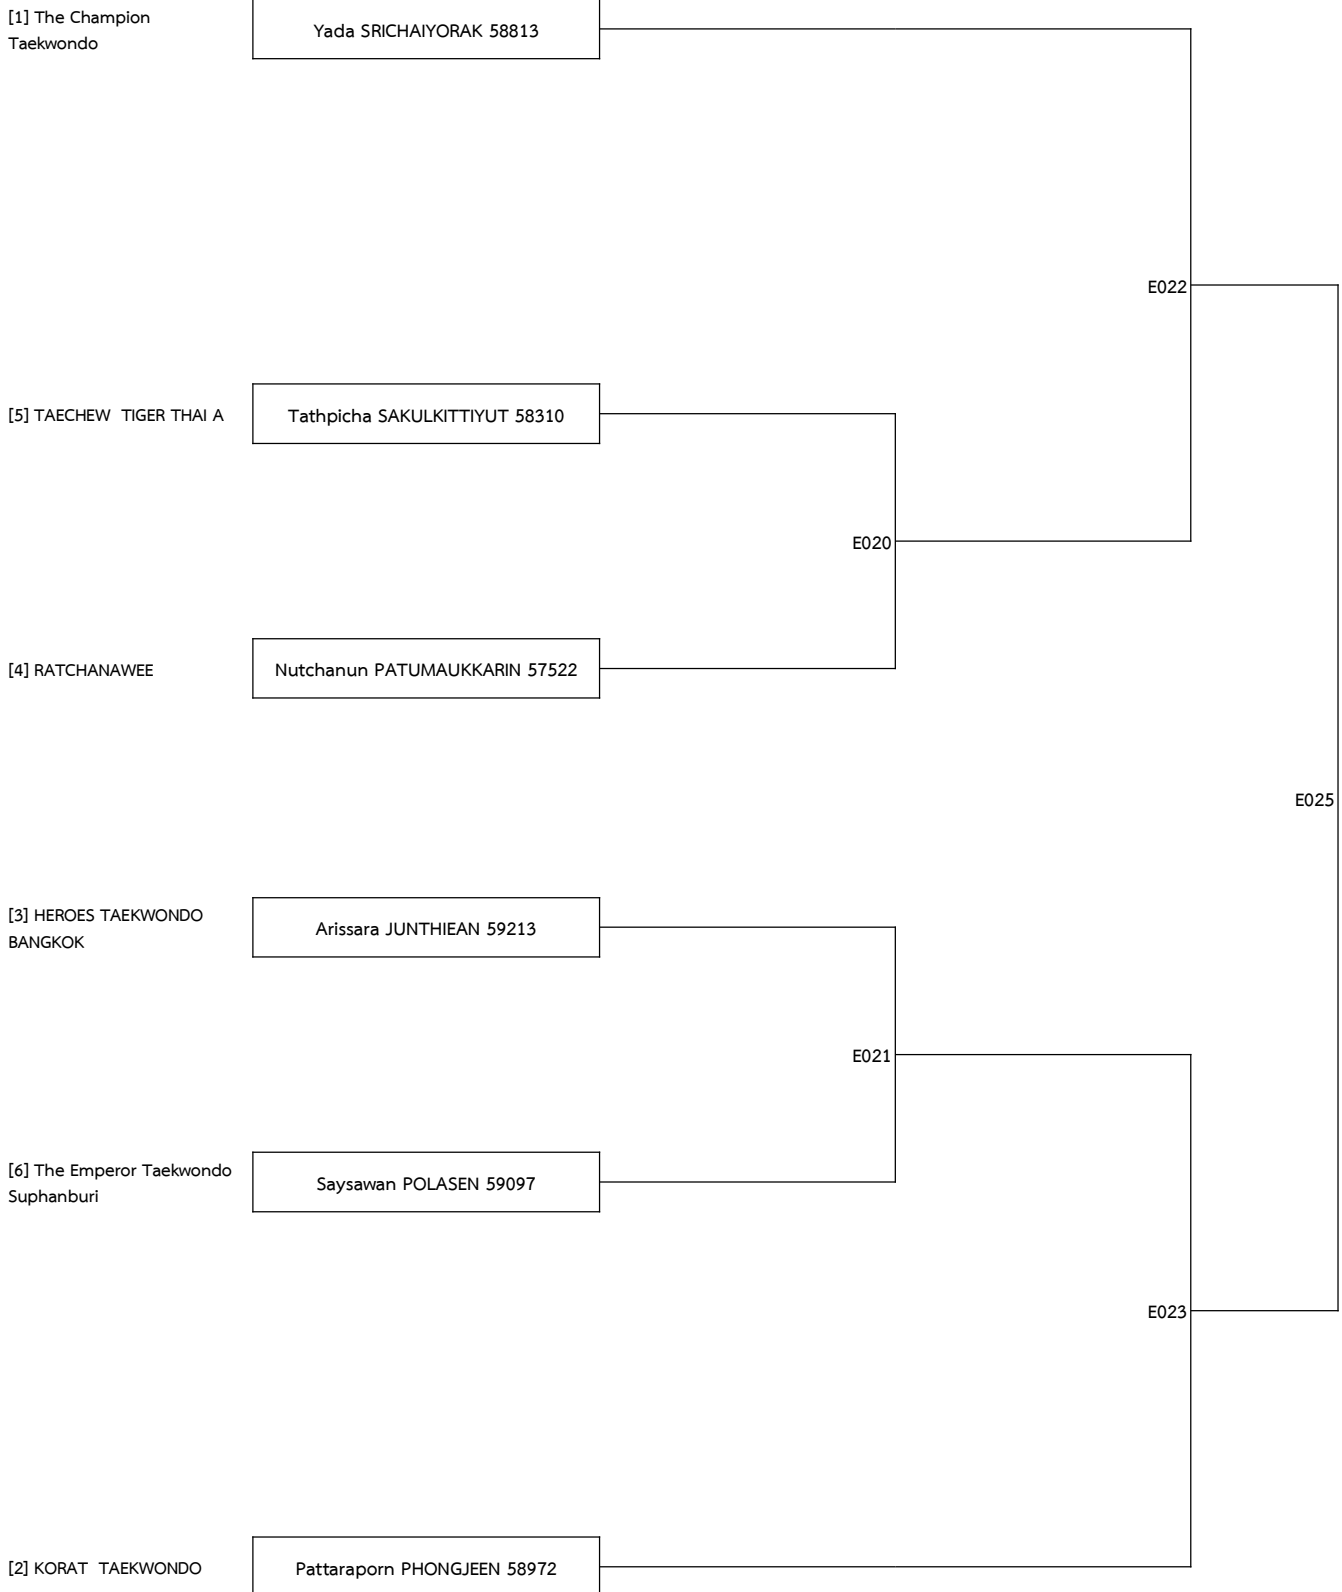 [1] The Champion
Taekwondo
Yada SRICHAIYORAK 58813
E022
[5] TAECHEW  TIGER THAI A
Tathpicha SAKULKITTIYUT 58310
E020
[4] RATCHANAWEE
Nutchanun PATUMAUKKARIN 57522
E025
[3] HEROES TAEKWONDO
BANGKOK
Arissara JUNTHIEAN 59213
E021
[6] The Emperor Taekwondo
Suphanburi
Saysawan POLASEN 59097
E023
[2] KORAT  TAEKWONDO
Pattaraporn PHONGJEEN 58972